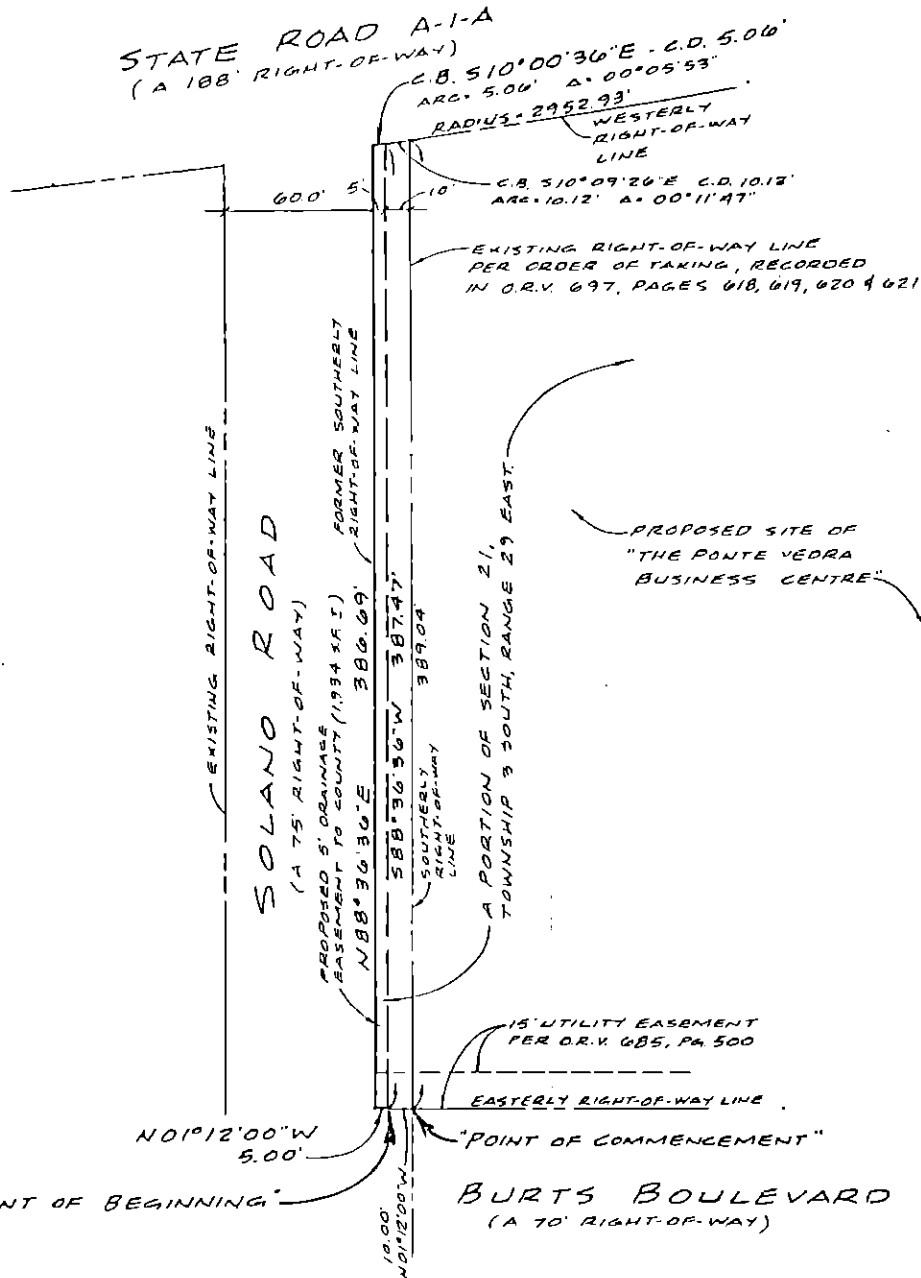 STATE ROAD A-1-A
(A 188' RIGHT-OF-WAY)
C.B. S10°00'36"E - C.D. 5.06'
ARC= 5.06' Δ= 00°05'53"
RADIUS= 2952.93'
WESTERLY
RIGHT-OF-WAY
LINE
C.B. S10°09'26"E C.D. 10.12'
ARC= 10.12' Δ= 00°11'47"
60.0' 5' 10'
EXISTING RIGHT-OF-WAY LINE
PER ORDER OF TAKING, RECORDED
IN O.R.V. 697, PAGES 618, 619, 620 & 621
FORMER SOUTHERLY
RIGHT-OF-WAY LINE
EXISTING RIGHT-OF-WAY LINE
SOLANO ROAD
(A 75' RIGHT-OF-WAY)
PROPOSED 5' DRAINAGE
EASEMENT TO COUNTY (1,934 S.F. ±)
N88°36'36"E 386.69'
S88°36'36"W 387.47'
389.04'
SOUTHERLY
RIGHT-OF-WAY
LINE
A PORTION OF SECTION 21,
TOWNSHIP 3 SOUTH, RANGE 29 EAST.
PROPOSED SITE OF
"THE PONTE VEDRA
BUSINESS CENTRE"
15' UTILITY EASEMENT
PER O.R.V. 685, PG. 500
EASTERLY RIGHT-OF-WAY LINE
N01°12'00"W
5.00'
"POINT OF COMMENCEMENT"
NT OF BEGINNING"
10.00'
N01°12'00"W
BURTS BOULEVARD
(A 70' RIGHT-OF-WAY)